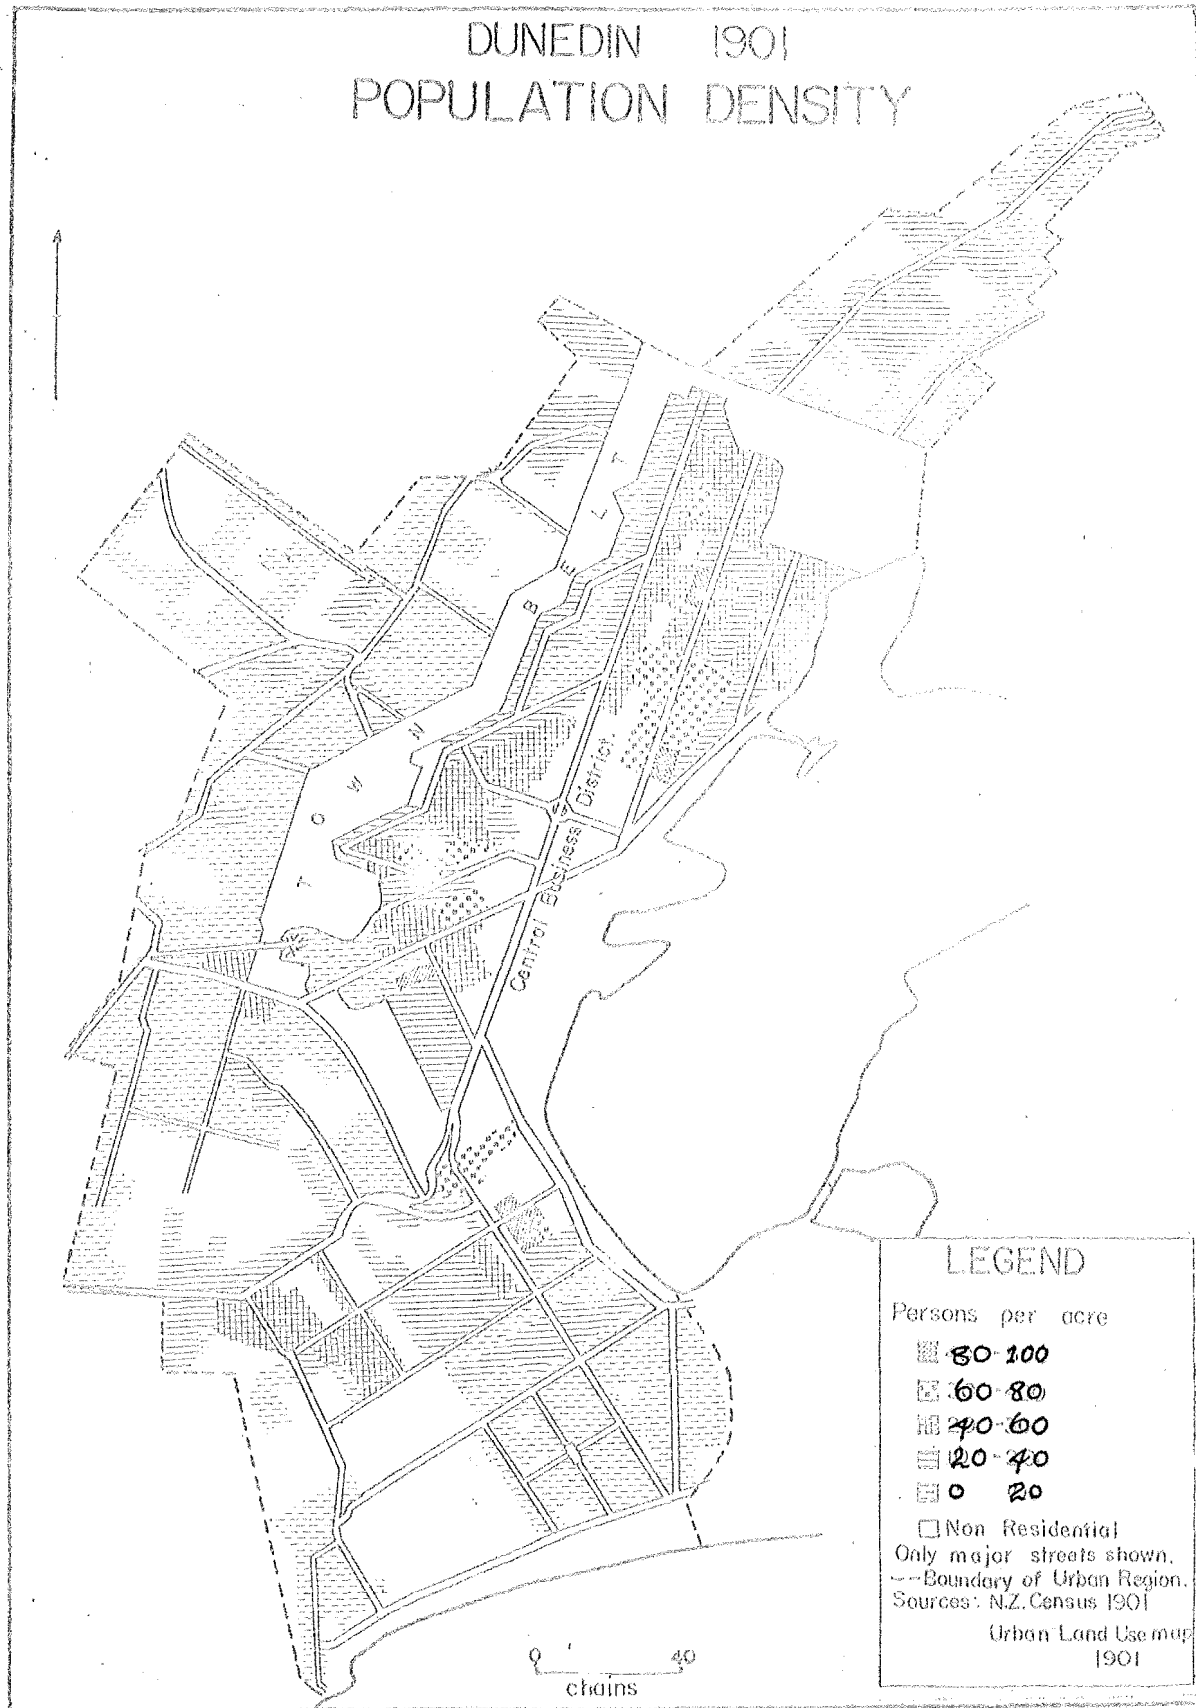 DUNEDIN 1901
POPULATION DENSITY
TOWN BELT
Central Business District
LEGEND
Persons per acre
80-100
60-80
40-60
20-40
0 20
Non Residential
Only major streets shown.
--Boundary of Urban Region.
Sources: N.Z. Census 1901
Urban Land Use map
1901
0 40
chains